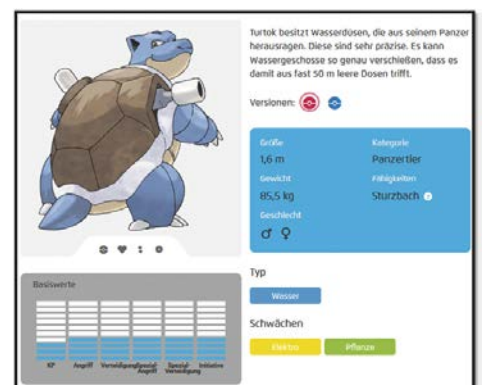 Turtok besitzt Wasserdüsen, die aus seinem Panzer
herausragen. Diese sind sehr präzise. Es kann
Wassergeschosse so genau verschießen, dass es
damit aus fast 50 m leere Dosen trifft.
Versionen:
Größe
Kategorie
1,6 m
Panzertier
Gewicht
Fähigkeiten
85,5 kg
Sturzbach
Geschlecht
Basiswerte
KP
Angriff
Verteidigung
Spezial-
Angriff
Spezial-
Verteidigung
Initiative
Typ
Wasser
Schwächen
Elektro
Pflanze